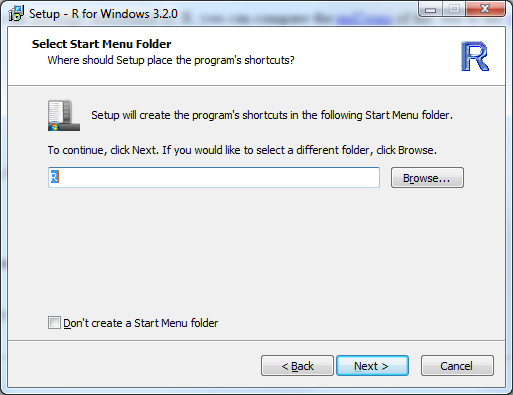 Setup - R for Windows 3.2.0
Select Start Menu Folder
Where should Setup place the program's shortcuts?
R
Setup will create the program's shortcuts in the following Start Menu folder.
To continue, click Next. If you would like to select a different folder, click Browse.
R
Browse...
Don't create a Start Menu folder
< Back
Next >
Cancel